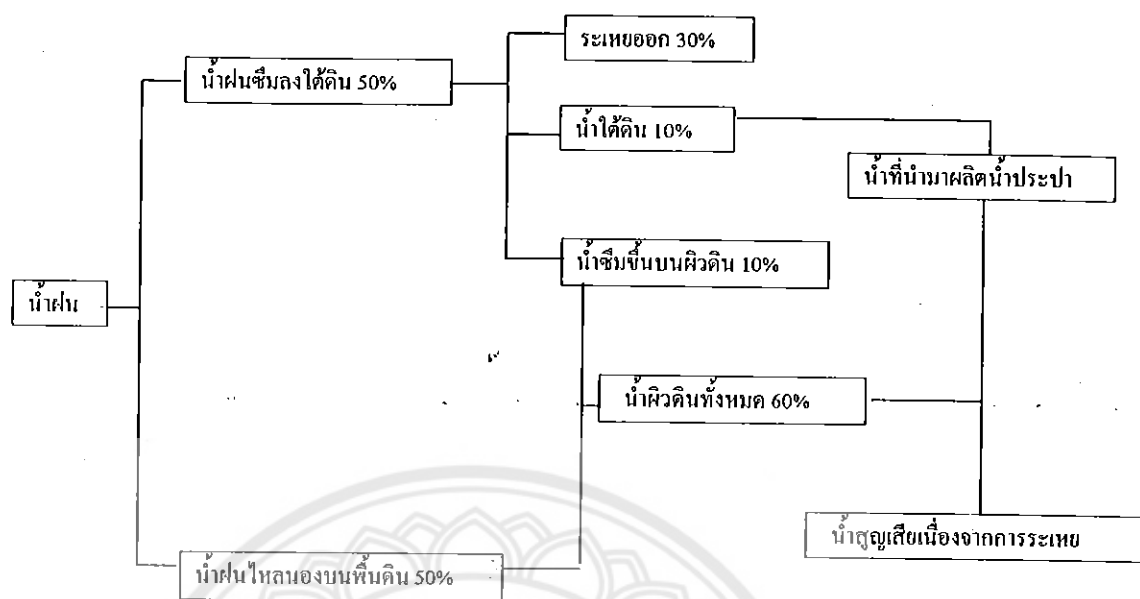 ระเหยออก 30%
น้ำฝนซึมลงใต้ดิน 50%
น้ำใต้ดิน 10%
น้ำที่นำมาผลิตน้ำประปา
น้ำซึมขึ้นบนผิวดิน 10%
น้ำฝน
น้ำผิวดินทั้งหมด 60%
น้ำสูญเสียเนื่องจากการระเหย
น้ำฝนไหลนองบนพื้นดิน 50%